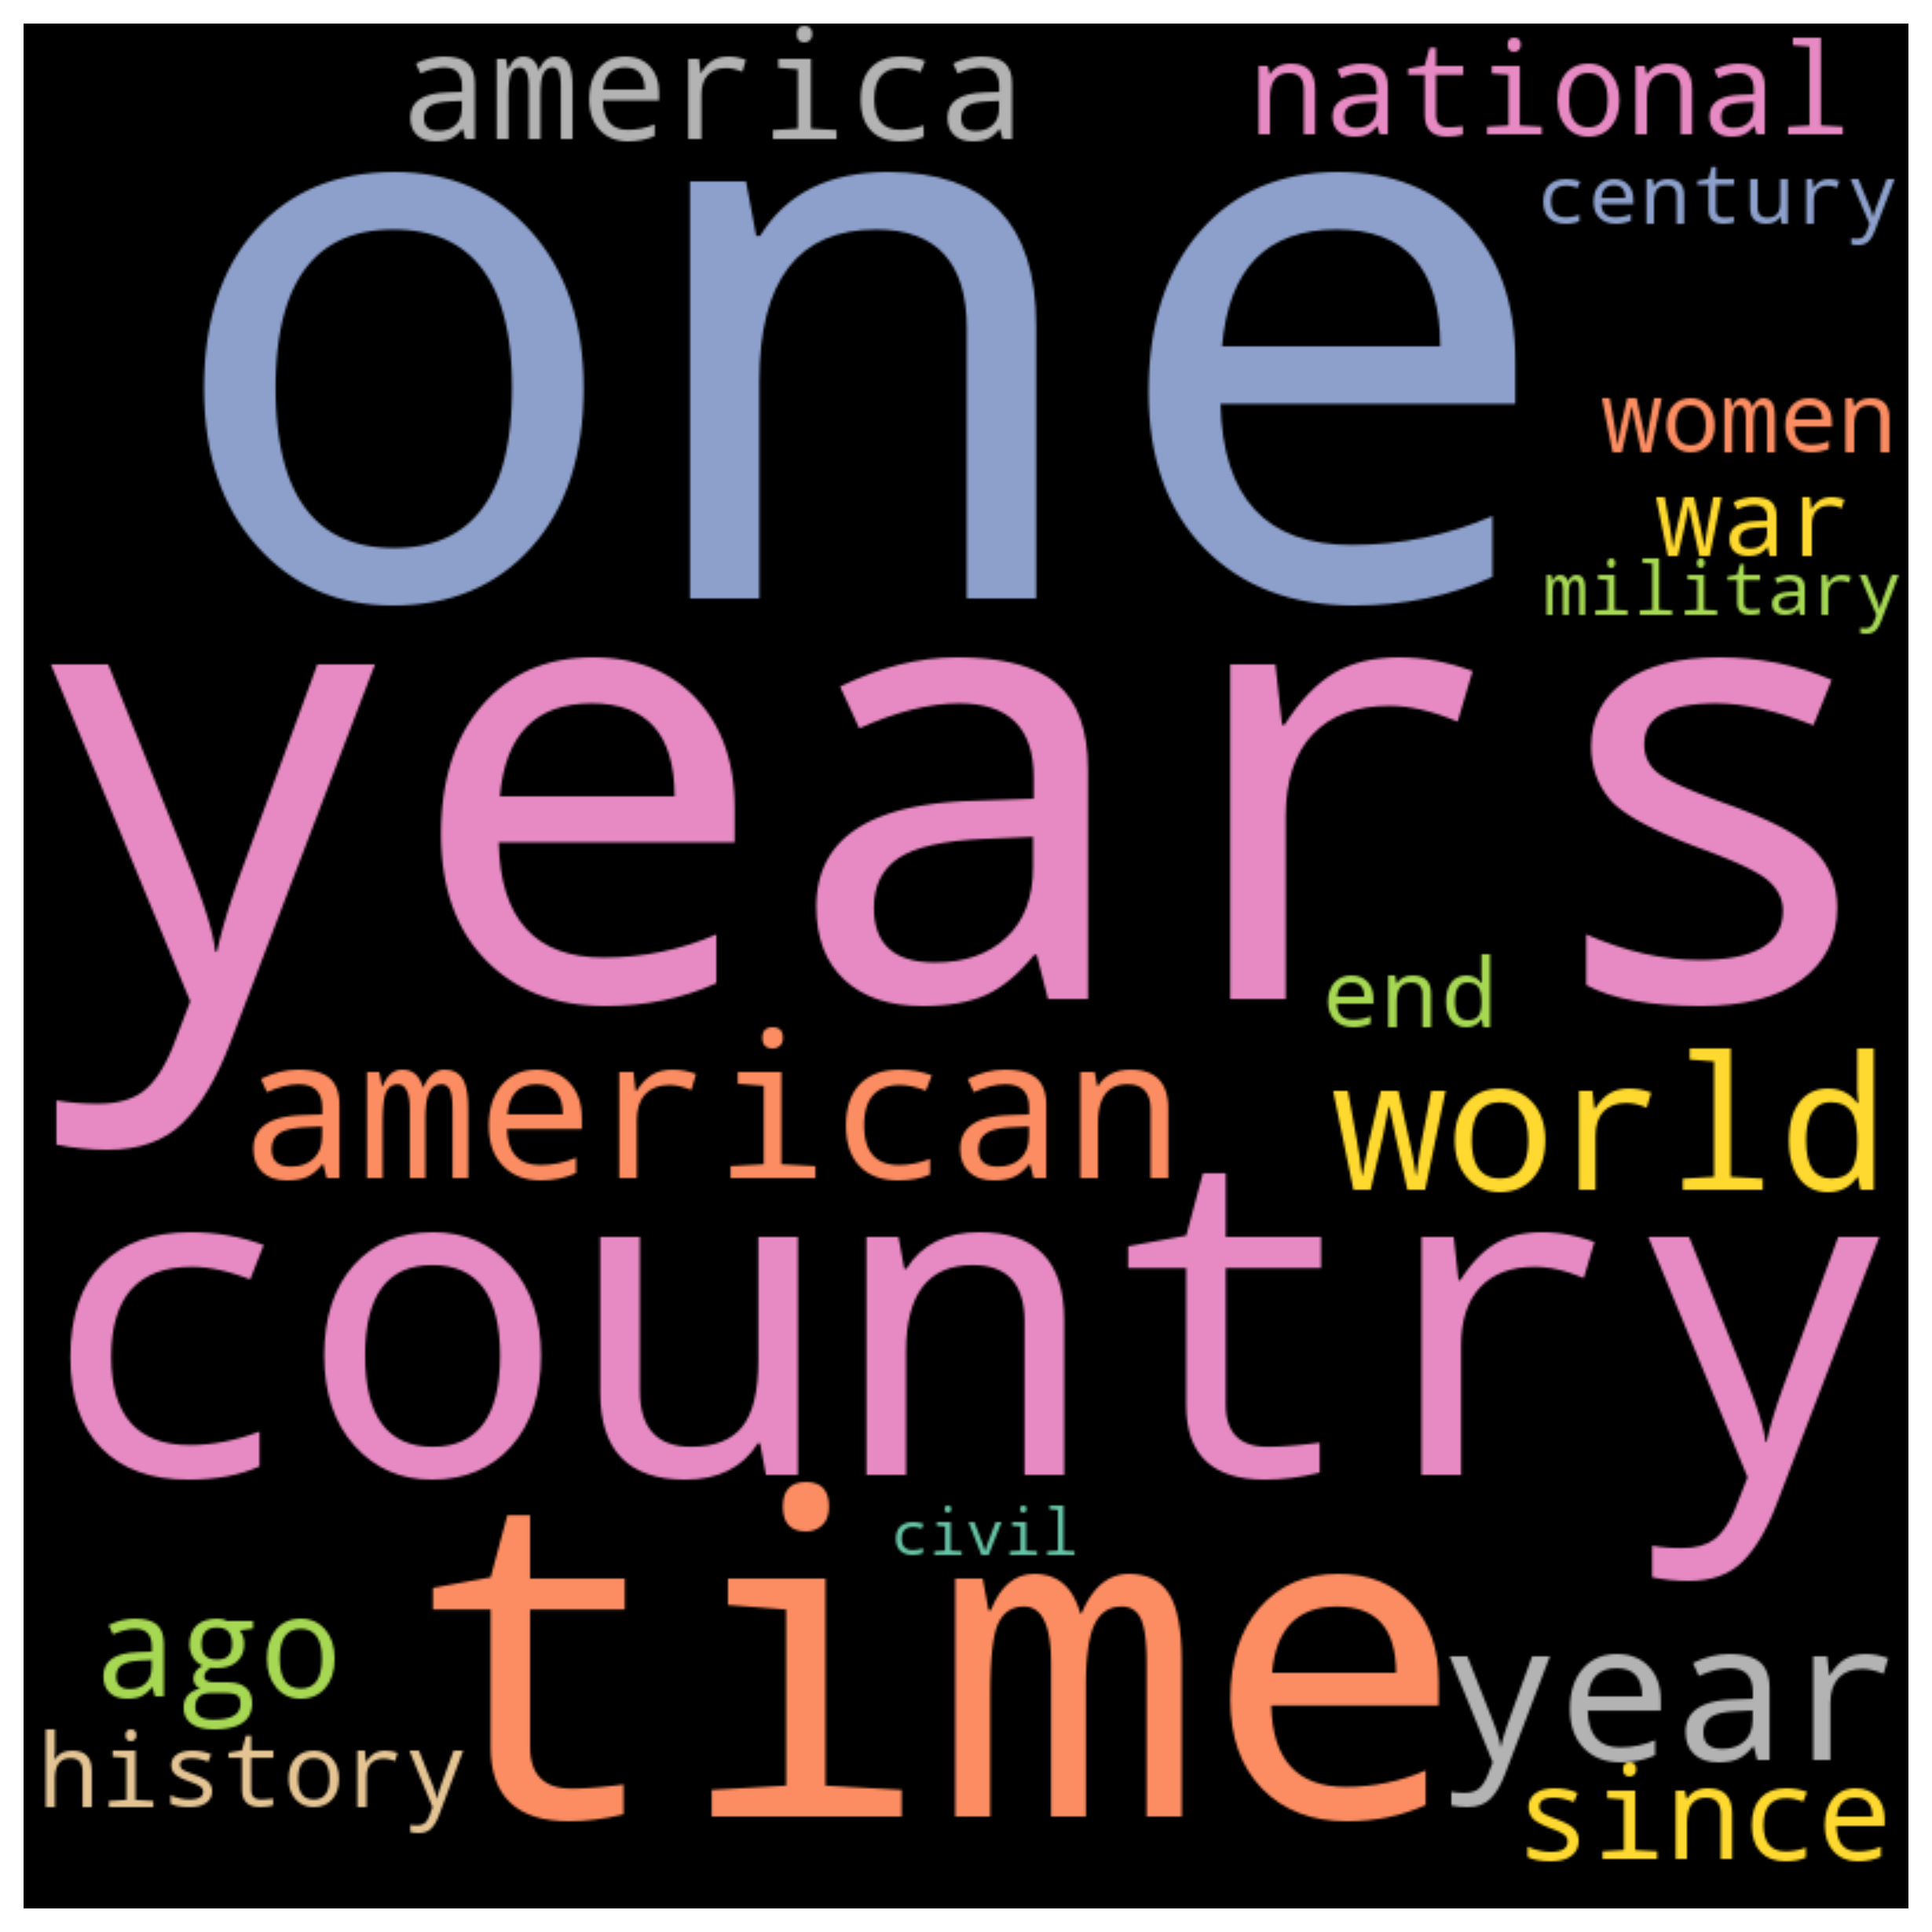 america national
century
one
women
war
military
years
end
american world
country
civil
time
ago
year
history
since